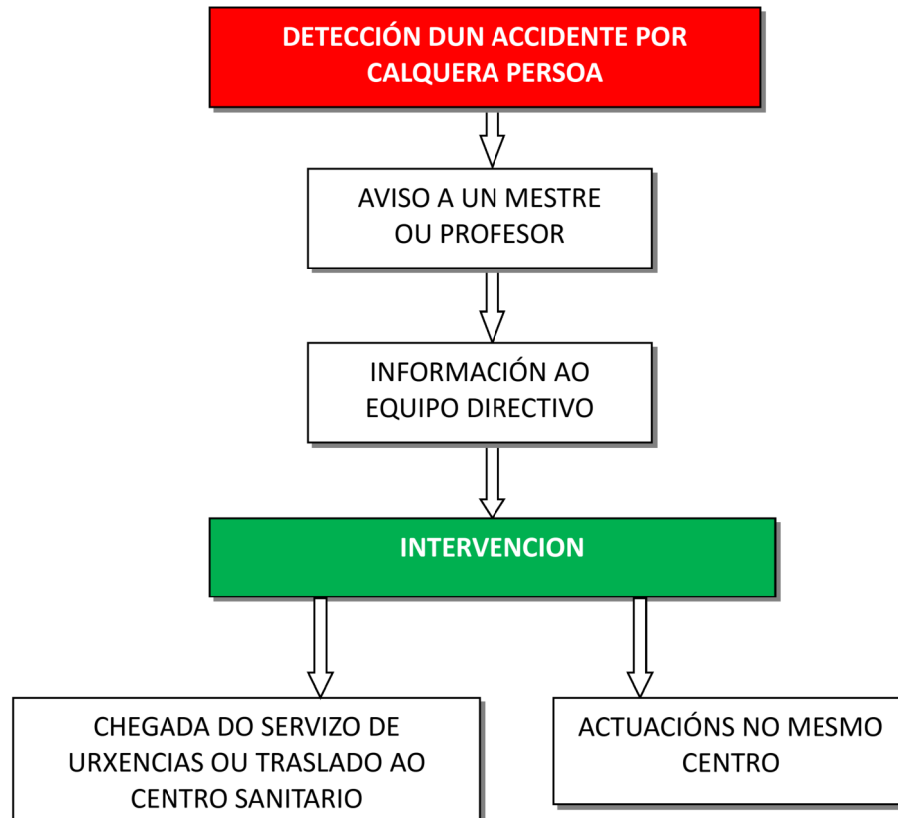 DETECCIÓN DUN ACCIDENTE POR
CALQUERA PERSOA
AVISO A UN MESTRE
OU PROFESOR
INFORMACIÓN AO
EQUIPO DIRECTIVO
INTERVENCION
CHEGADA DO SERVIZO DE
URXENCIAS OU TRASLADO AO
CENTRO SANITARIO
ACTUACIÓNS NO MESMO
CENTRO